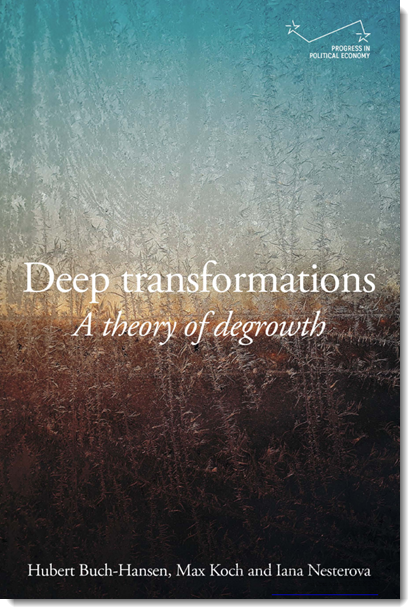 PROGRESS IN
POLITICAL ECONOMY
Deep transformations
A theory of degrowth
Hubert Buch-Hansen, Max Koch and Iana Nesterova